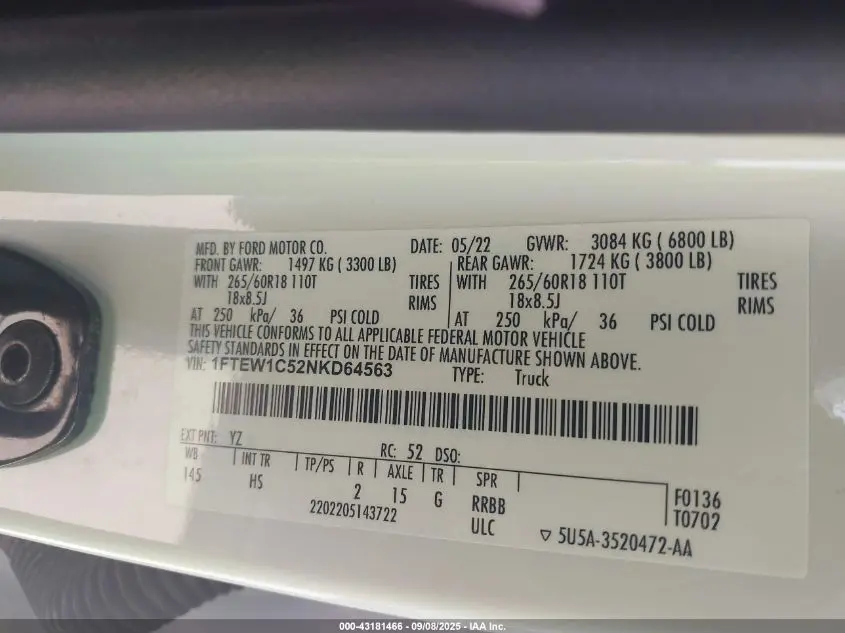 MFD. BY FORD MOTOR CO. DATE: 05/22 GVWR: 3084 KG ( 6800 LB)
FRONT GAWR: 1497 KG ( 3300 LB) REAR GAWR: 1724 KG ( 3800 LB)
WITH 265/60R18 110T TIRES WITH 265/60R18 110T TIRES
18x8.5J RIMS 18x8.5J RIMS
AT 250 kPa/ 36 PSI COLD AT 250 kPa/ 36 PSI COLD
THIS VEHICLE CONFORMS TO ALL APPLICABLE FEDERAL MOTOR VEHICLE
SAFETY STANDARDS IN EFFECT ON THE DATE OF MANUFACTURE SHOWN ABOVE.
VIN: 1FTEW1C52NKD64563 TYPE: Truck
EXT PNT: YZ RC: 52 DSO:
WB INT TR TP/PS R AXLE TR SPR
145 HS 2 15 G RRBB F0136
2202205143722 ULC T0702
5U5A-3520472-AA
000-43181466 - 09/08/2025 - IAA Inc.